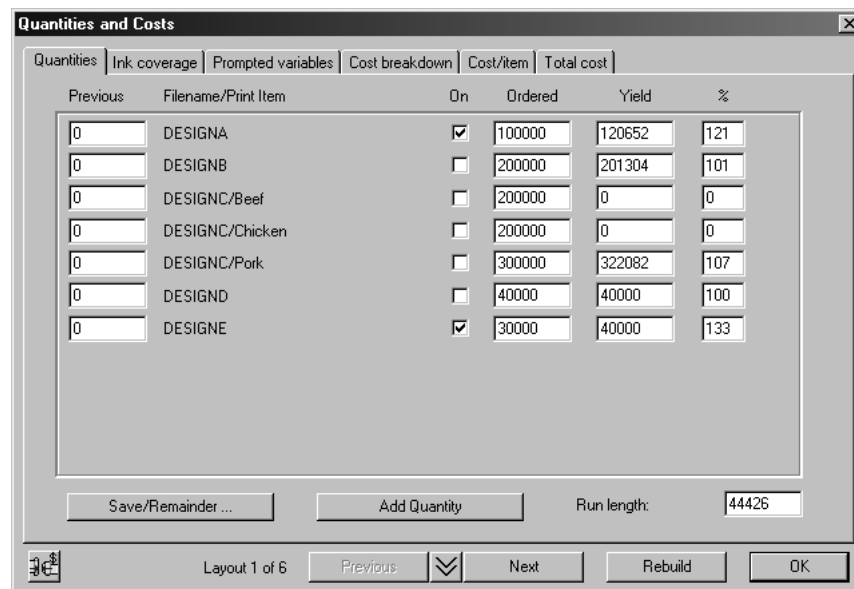 Quantities and Costs
Quantities Ink coverage Prompted variables Cost breakdown Cost/item Total cost
Previous Filename/Print Item On Ordered Yield %
0 DESIGNA 100000 120652 121
0 DESIGNB 200000 201304 101
0 DESIGNC/Beef 200000 0 0
0 DESIGNC/Chicken 200000 0 0
0 DESIGNC/Pork 300000 322082 107
0 DESIGND 40000 40000 100
0 DESIGNE 30000 40000 133
Save/Remainder ... Add Quantity Run length: 44426
Layout 1 of 6 Previous Next Rebuild OK